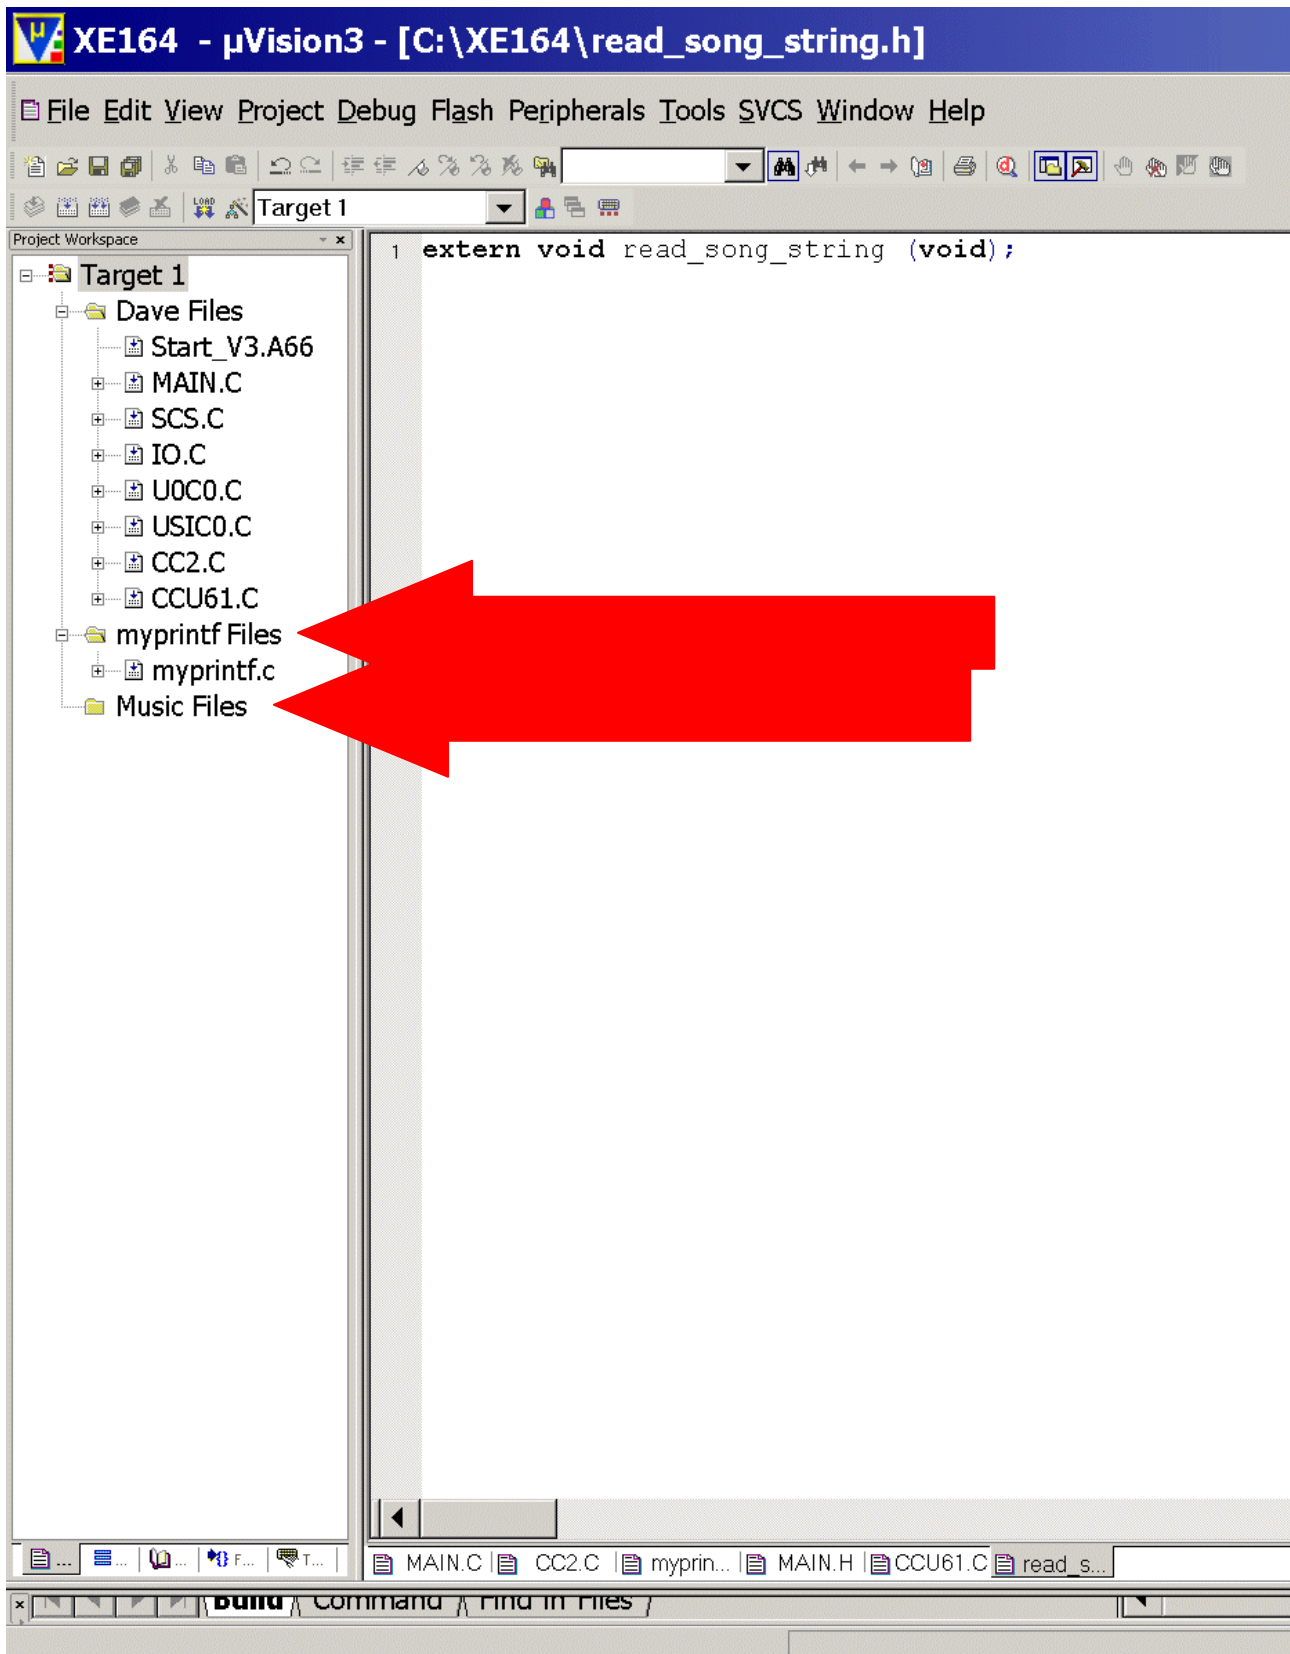 XE164 - µVision3 - [C:\XE164\read_song_string.h]
File Edit View Project Debug Flash Peripherals Tools SVCS Window Help
LOAD Target 1
Project Workspace
1 extern void read_song_string (void);
Target 1
Dave Files
Start_V3.A66
MAIN.C
SCS.C
IO.C
U0C0.C
USIC0.C
CC2.C
CCU61.C
myprintf Files
myprintf.c
Music Files
... ... ... F... T...
MAIN.C CC2.C myprin... MAIN.H CCU61.C read_s...
Build Command Find in Files